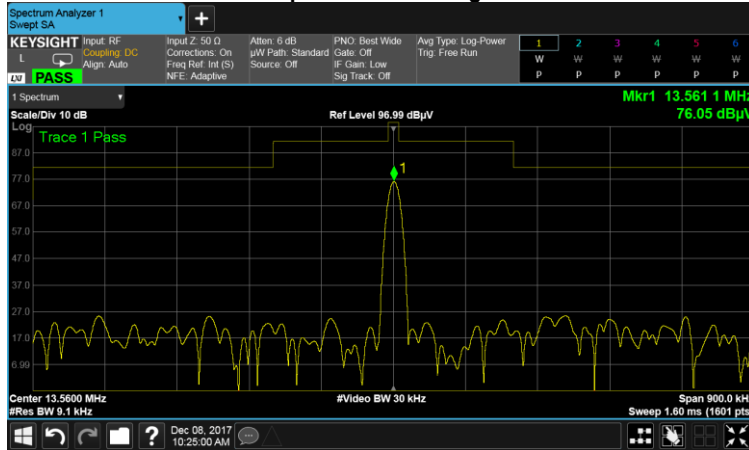 Spectrum Analyzer 1
Swept SA
+
KEYSIGHT Input: RF Input Z: 50 Ω Atten: 6 dB PNO: Best Wide Avg Type: Log-Power 1 2 3 4 5 6
L Coupling: DC Corrections: On µW Path: Standard Gate: Off Trig: Free Run W W W W W W
Align: Auto Freq Ref: Int (S) Source: Off IF Gain: Low P P P P P P
LXI PASS NFE: Adaptive Sig Track: Off
1 Spectrum
Mkr1 13.561 1 MHz
Scale/Div 10 dB Ref Level 96.99 dBµV 76.05 dBµV
Log
Trace 1 Pass
87.0
1
77.0
67.0
57.0
47.0
37.0
27.0
17.0
6.99
Center 13.5600 MHz #Video BW 30 kHz Span 900.0 kH
#Res BW 9.1 kHz Sweep 1.60 ms (1601 pts
? Dec 08, 2017
10:25:00 AM